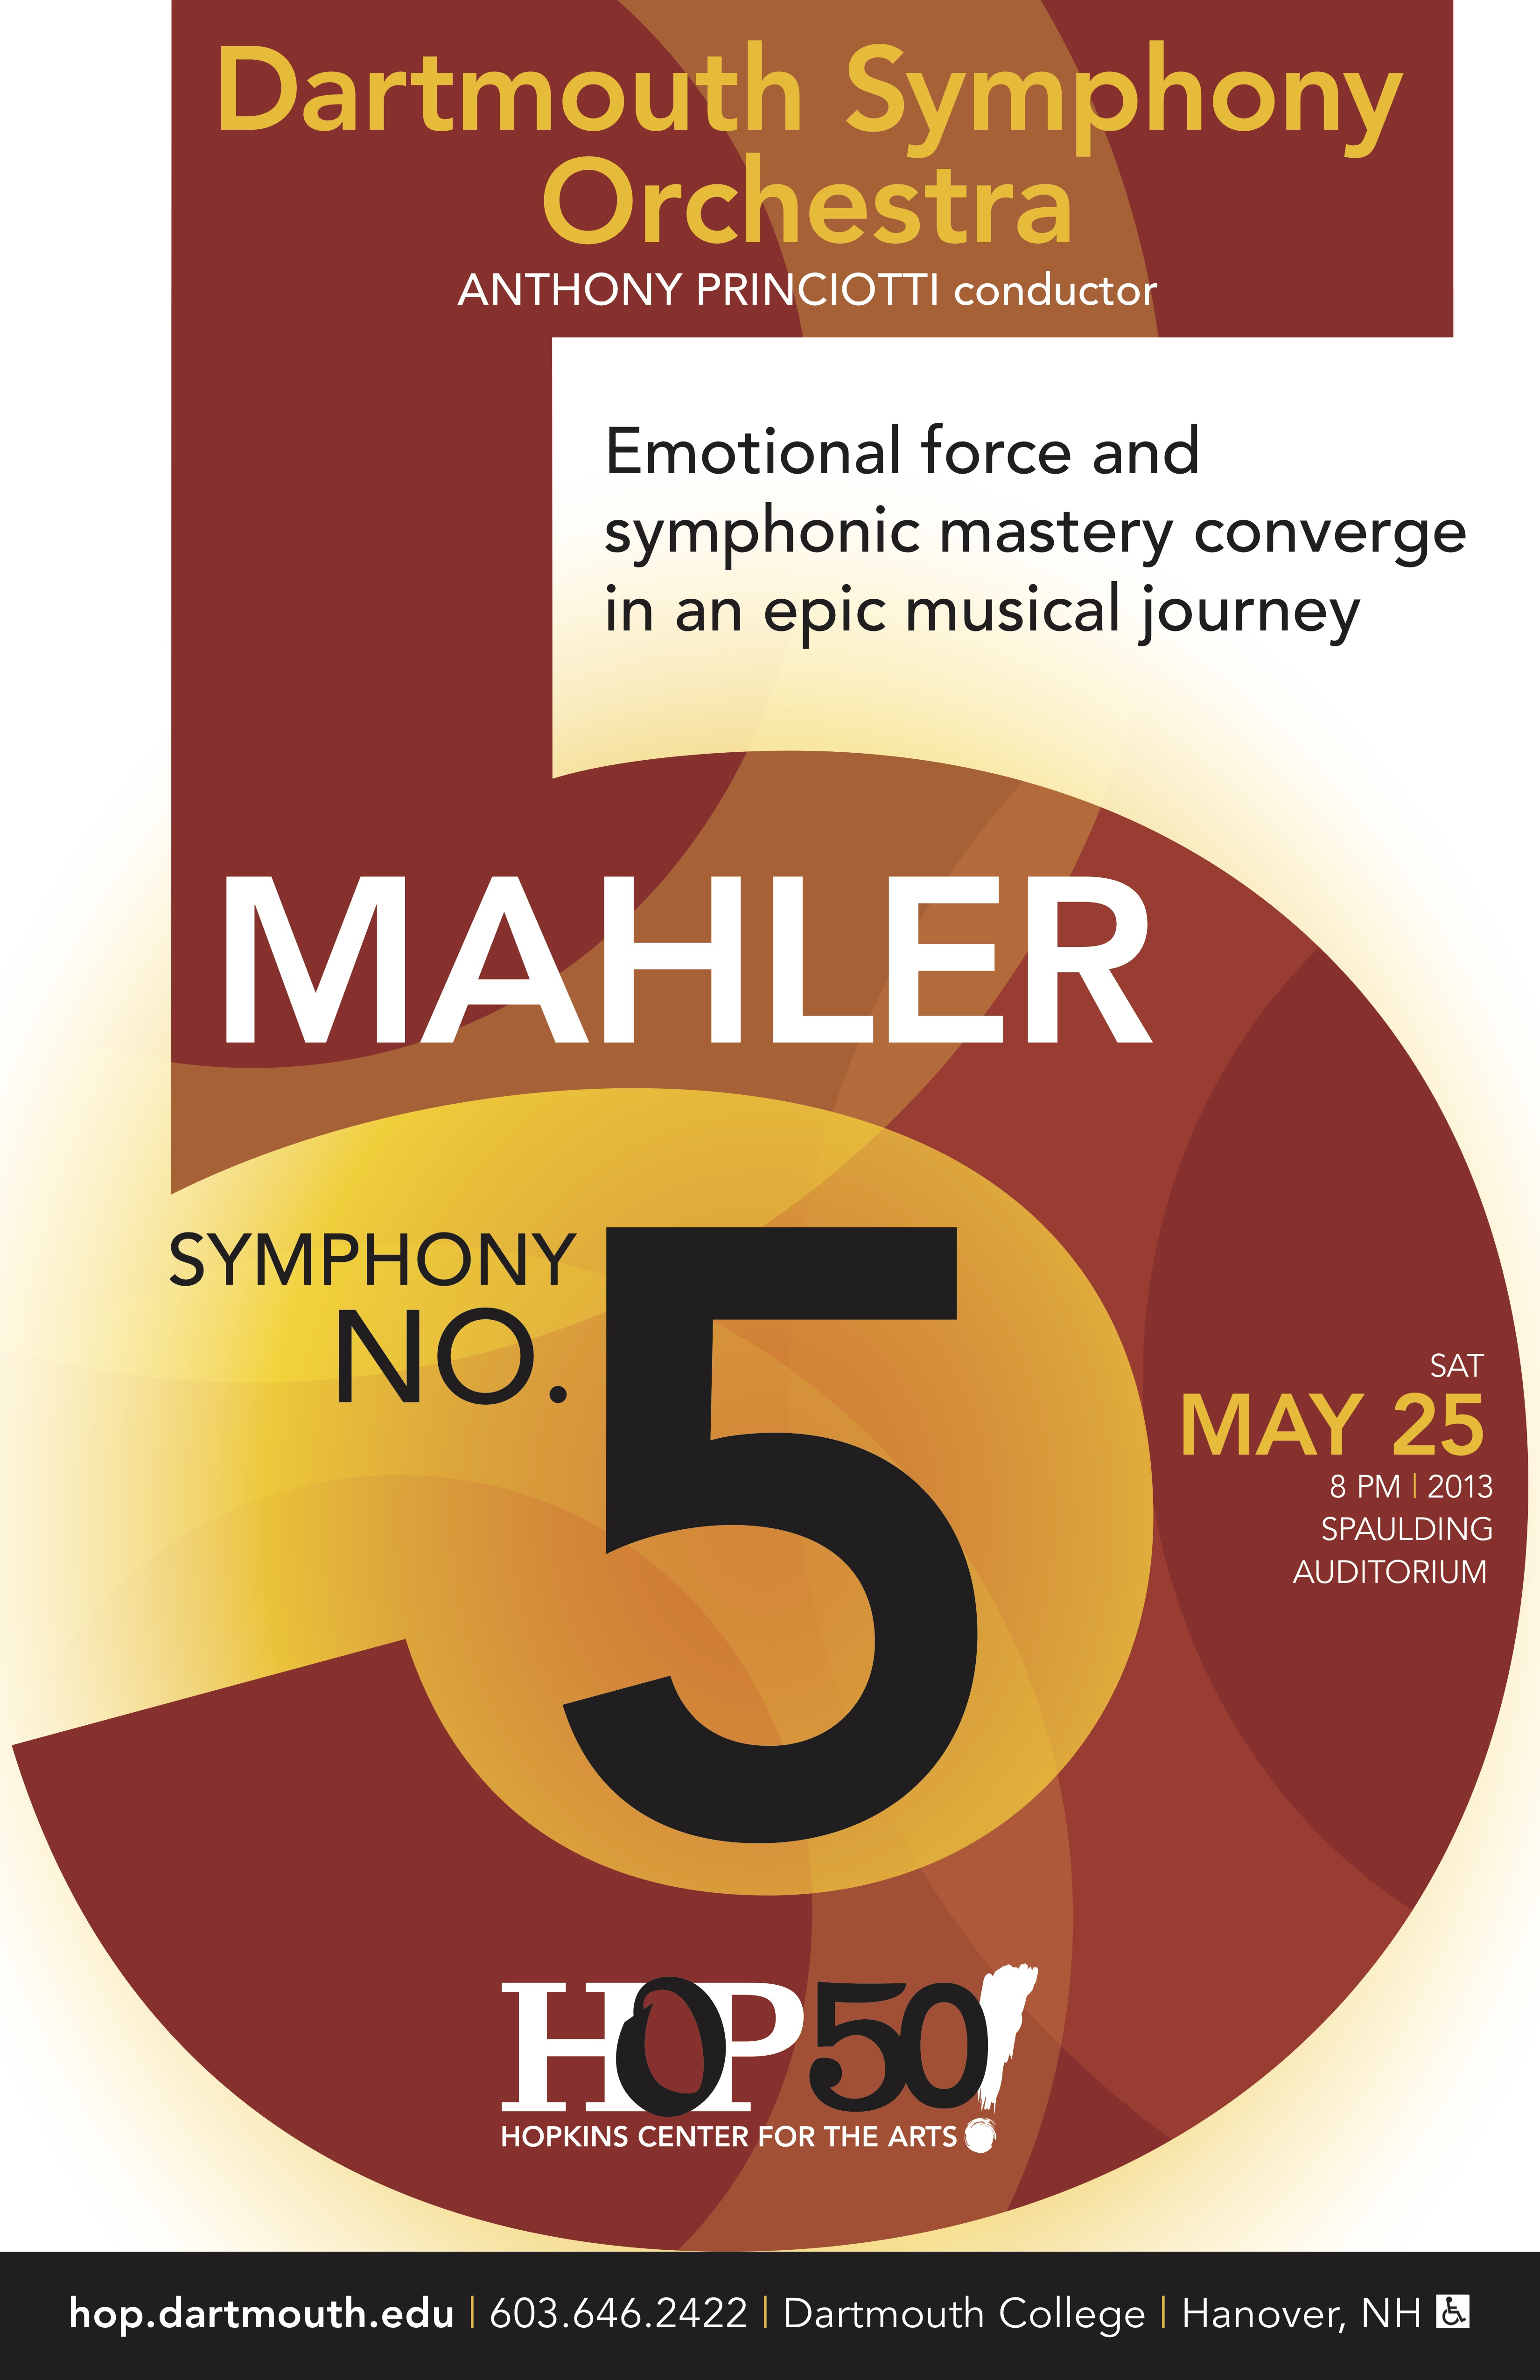 Dartmouth Symphony
Orchestra
ANTHONY PRINCIOTTI conductor
Emotional force and
symphonic mastery converge
in an epic musical journey
MAHLER
SYMPHONY
NO. 5
SAT
MAY 25
8 PM | 2013
SPAULDING
AUDITORIUM
HOP 50!
HOPKINS CENTER FOR THE ARTS
hop.dartmouth.edu | 603.646.2422 | Dartmouth College | Hanover, NH